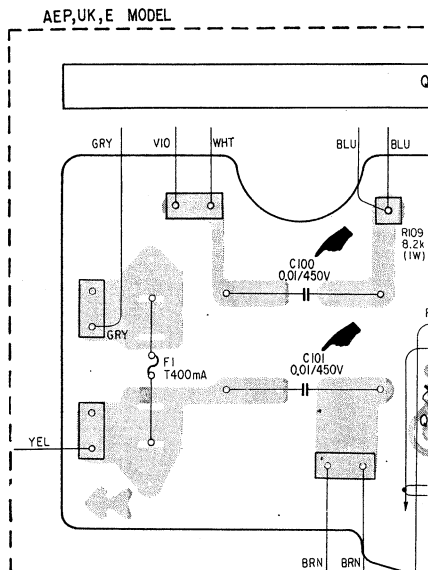 AEP,UK,E MODEL
Q
GRY
VIO
WHT
BLU
BLU
R109
8.2k
(1W)
C100
0.01/450V
GRY
F1
T400mA
C101
0.01/450V
YEL
Q
BRN
BRN